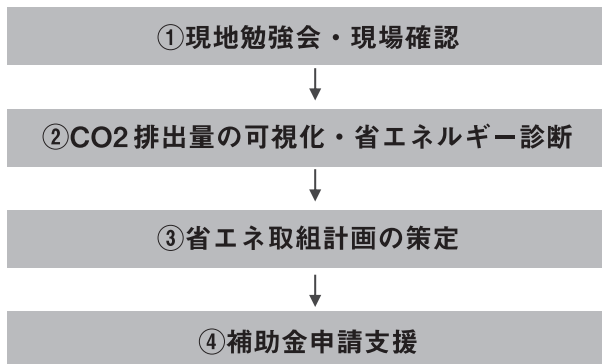 ①現地勉強会・現場確認
②CO2排出量の可視化・省エネルギー診断
③省エネ取組計画の策定
④補助金申請支援